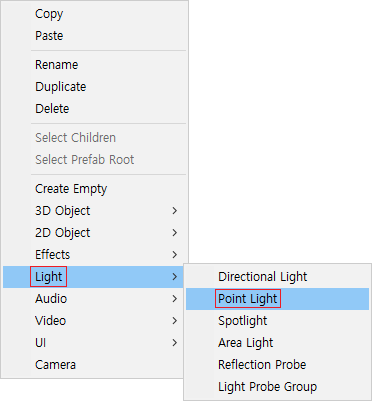 Copy
Paste
Rename
Duplicate
Delete
Select Children
Select Prefab Root
Create Empty
3D Object
2D Object
Effects
Light
Audio
Video
UI
Camera
Directional Light
Point Light
Spotlight
Area Light
Reflection Probe
Light Probe Group